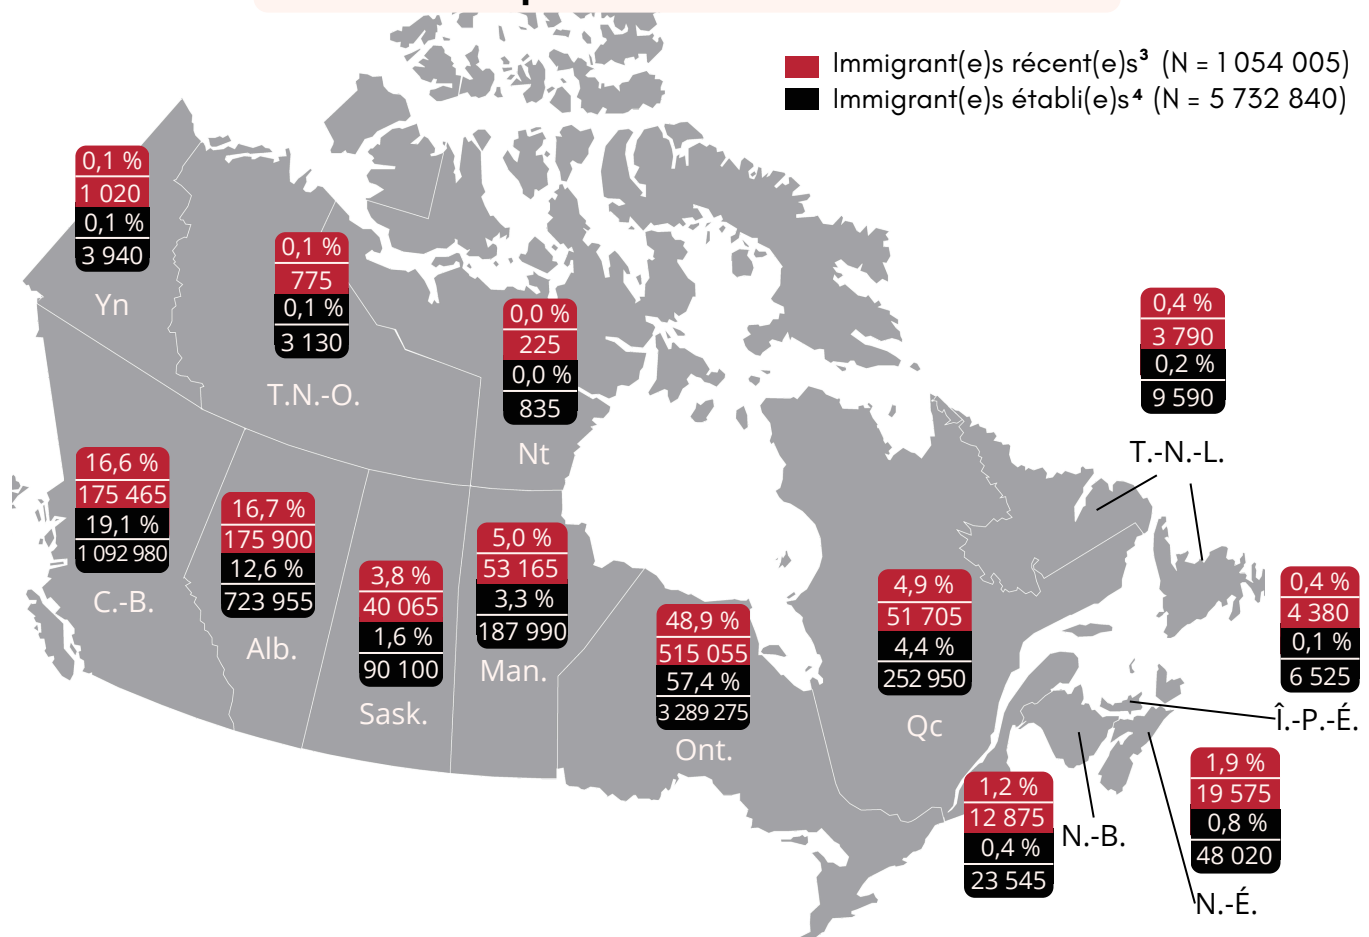 Immigrant(e)s récent(e)s³ (N = 1 054 005)
Immigrant(e)s établi(e)s⁴ (N = 5 732 840)
0,1 %
1 020
0,1 %
3 940
Yn
0,1 %
775
0,1 %
3 130
T.N.-O.
0,0 %
225
0,0 %
835
Nt
0,4 %
3 790
0,2 %
9 590
T.-N.-L.
16,6 %
175 465
19,1 %
1 092 980
C.-B.
16,7 %
175 900
12,6 %
723 955
Alb.
3,8 %
40 065
1,6 %
90 100
Sask.
5,0 %
53 165
3,3 %
187 990
Man.
48,9 %
515 055
57,4 %
3 289 275
Ont.
4,9 %
51 705
4,4 %
252 950
Qc
0,4 %
4 380
0,1 %
6 525
Î.-P.-É.
1,2 %
12 875
0,4 %
23 545
N.-B.
1,9 %
19 575
0,8 %
48 020
N.-É.